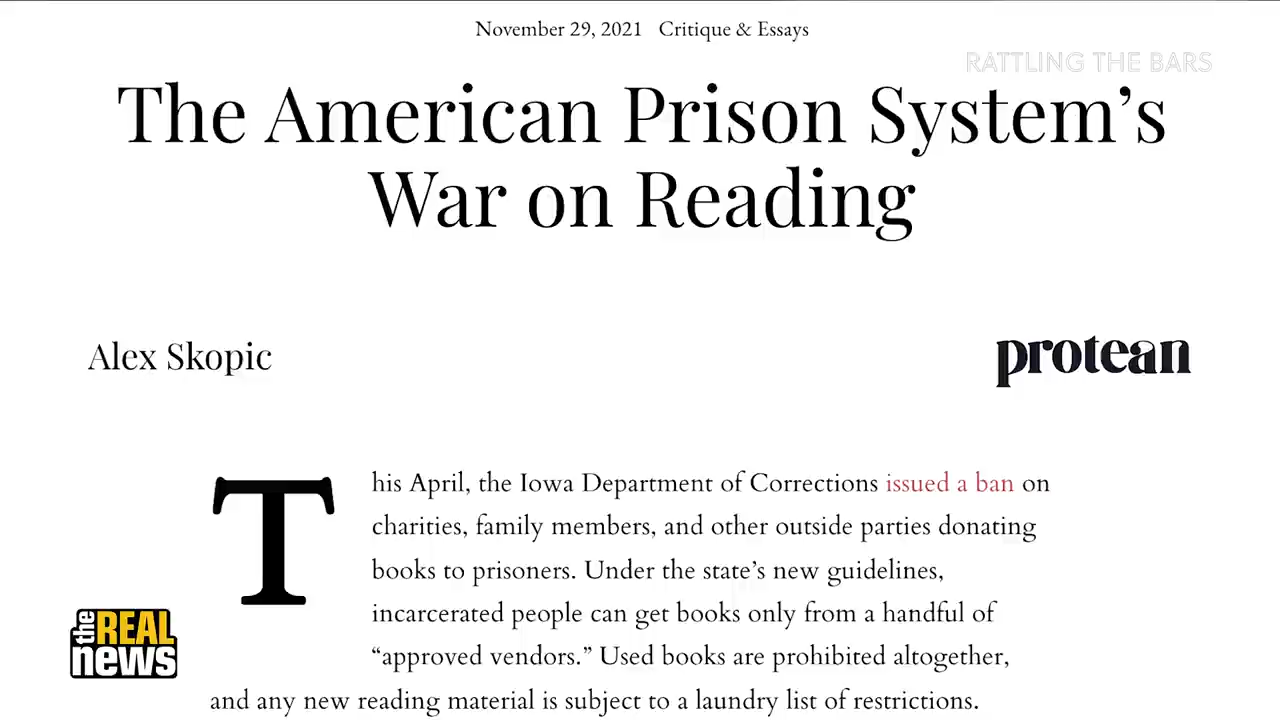 November 29, 2021 Critique & Essays
RATTLING THE BARS
The American Prison System’s
War on Reading
Alex Skopic
protean
This April, the Iowa Department of Corrections issued a ban on
charities, family members, and other outside parties donating
books to prisoners. Under the state’s new guidelines,
incarcerated people can get books only from a handful of
“approved vendors.” Used books are prohibited altogether,
and any new reading material is subject to a laundry list of restrictions.
the REAL
news